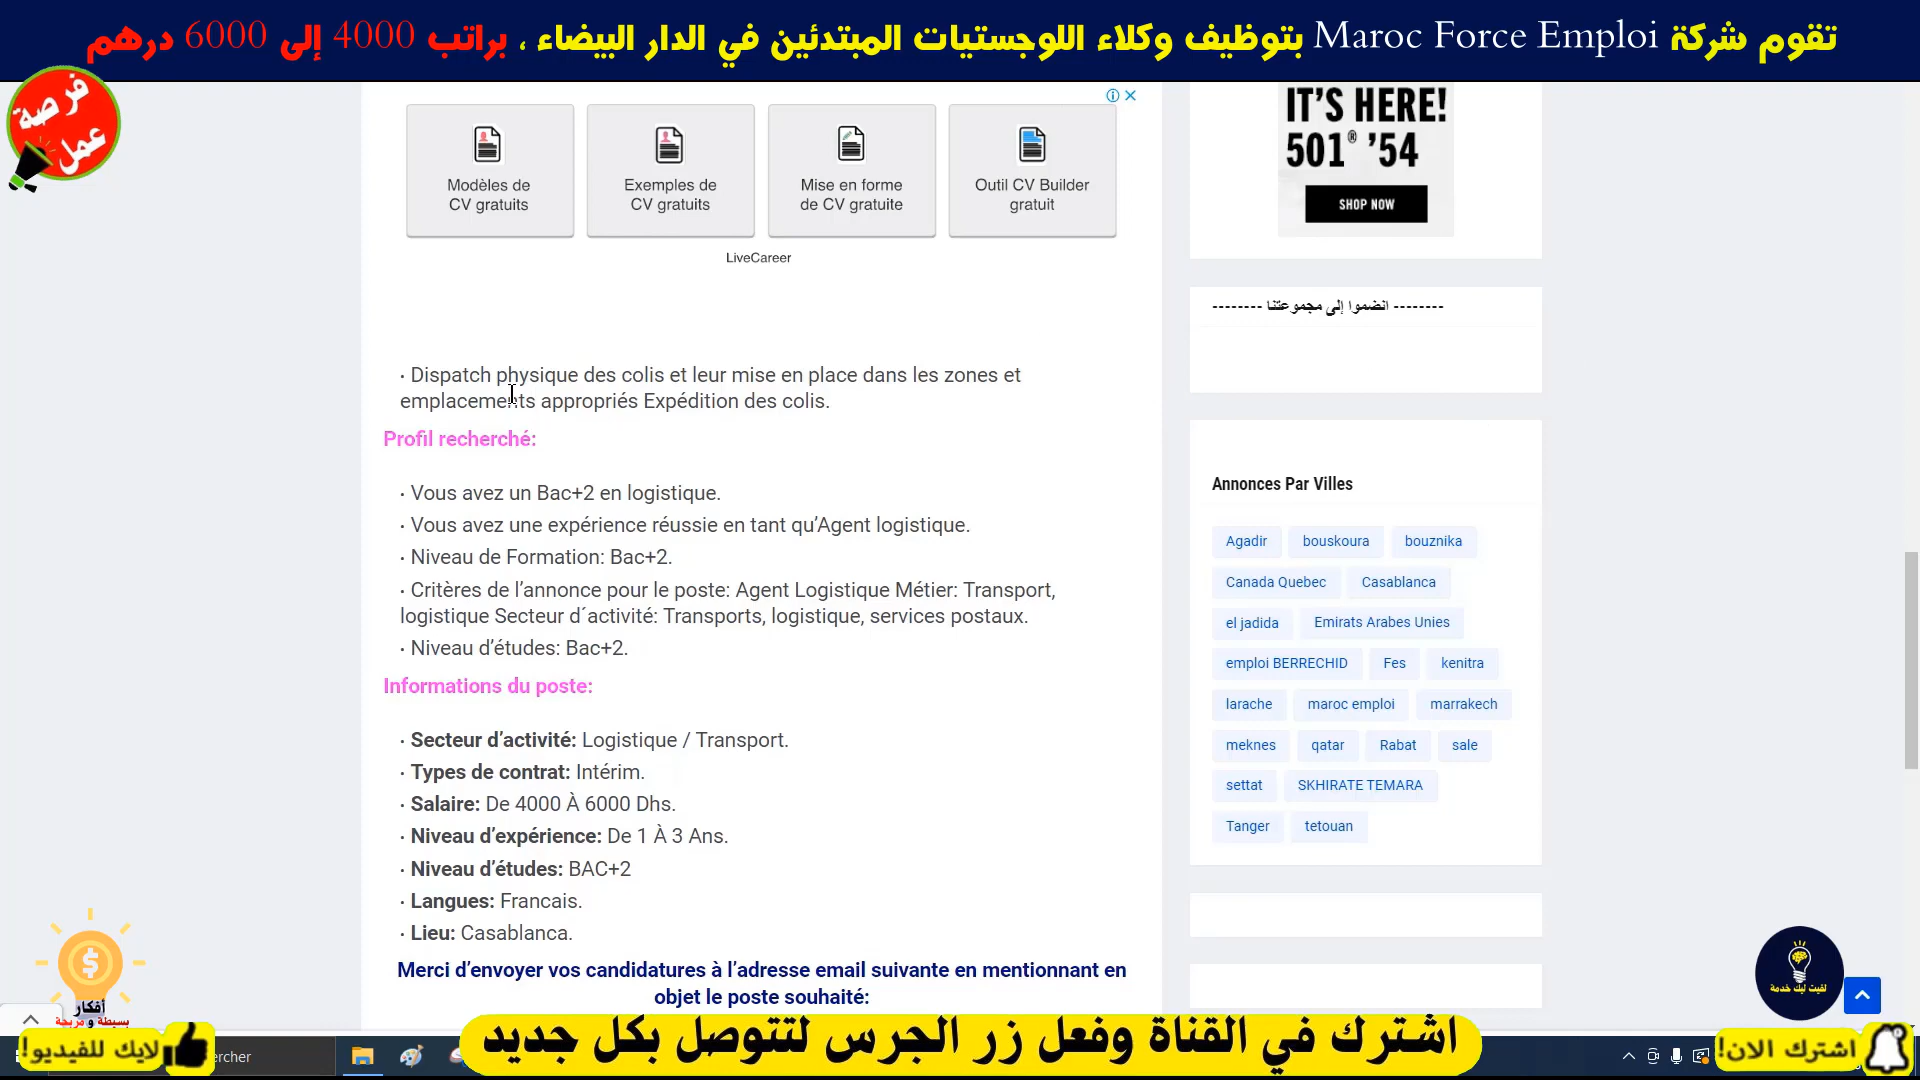 تقوم شركة Maroc Force Emploi بتوظيف وكلاء اللوجستيات المبتدئين في الدار البيضاء ، براتب 4000 إلى 6000 درهم
فرصة
عمل
Modèles de
CV gratuits
Exemples de
CV gratuits
Mise en forme
de CV gratuite
Outil CV Builder
gratuit
LiveCareer
· Dispatch physique des colis et leur mise en place dans les zones et
emplacements appropriés Expédition des colis.
Profil recherché:
· Vous avez un Bac+2 en logistique.
· Vous avez une expérience réussie en tant qu’Agent logistique.
· Niveau de Formation: Bac+2.
· Critères de l’annonce pour le poste: Agent Logistique Métier: Transport,
logistique Secteur d´activité: Transports, logistique, services postaux.
· Niveau d’études: Bac+2.
Informations du poste:
· Secteur d’activité: Logistique / Transport.
· Types de contrat: Intérim.
· Salaire: De 4000 À 6000 Dhs.
· Niveau d’expérience: De 1 À 3 Ans.
· Niveau d’études: BAC+2
· Langues: Francais.
· Lieu: Casablanca.
Merci d’envoyer vos candidatures à l’adresse email suivante en mentionnant en
objet le poste souhaité:
IT'S HERE!
501® '54
SHOP NOW
-------- انضموا إلى مجموعتنا --------
Annonces Par Villes
Agadir bouskoura bouznika
Canada Quebec Casablanca
el jadida Emirats Arabes Unies
emploi BERRECHID Fes kenitra
larache maroc emploi marrakech
meknes qatar Rabat sale
settat SKHIRATE TEMARA
Tanger tetouan
أفكار
بسيطة و مربحة
لقيت ليك خدمة
لايك للفيديو!
ercher
اشترك في القناة وفعل زر الجرس لتتوصل بكل جديد
اشترك الان!